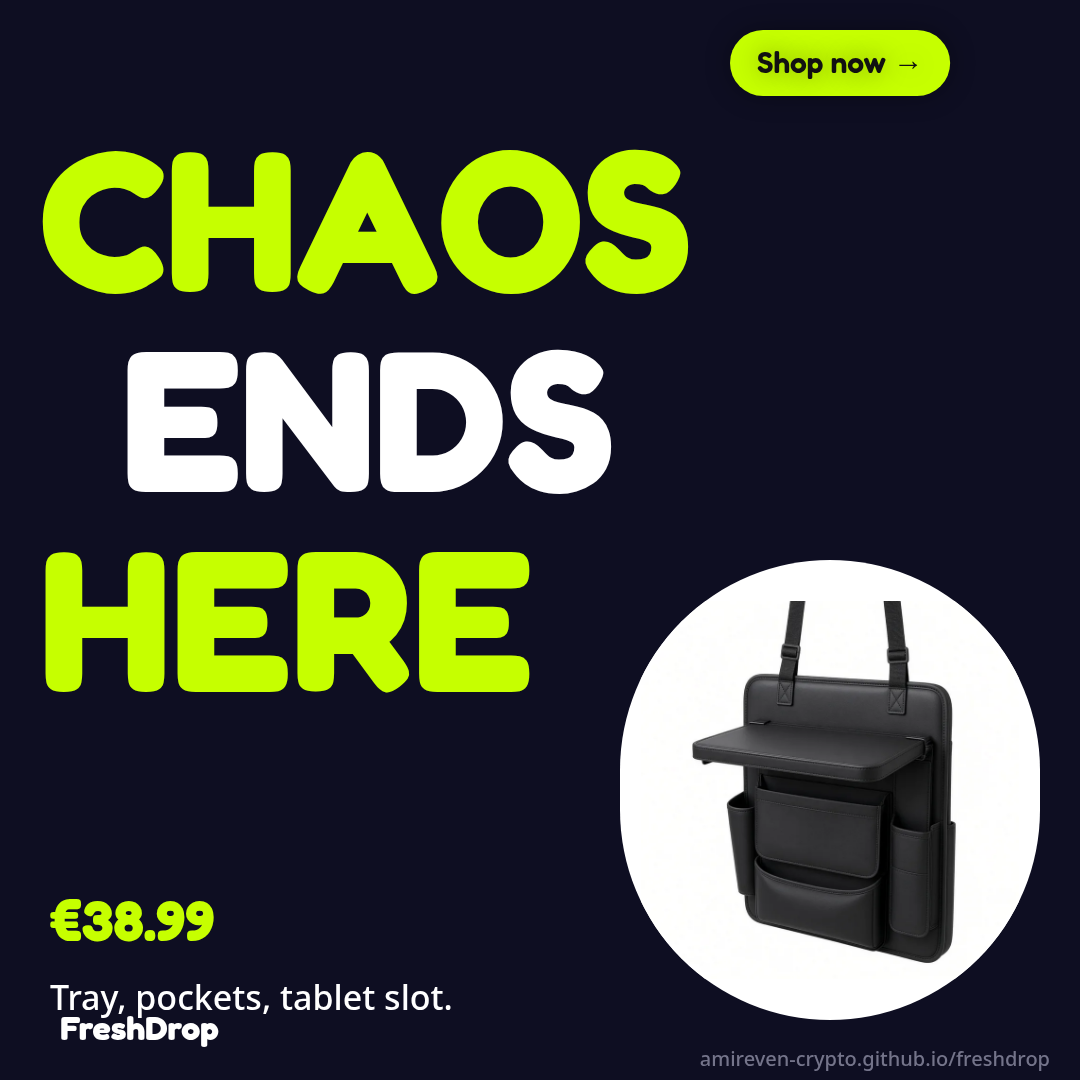 Shop now →
CHAOS
ENDS
HERE
€38.99
Tray, pockets, tablet slot.
FreshDrop
amireven-crypto.github.io/freshdrop